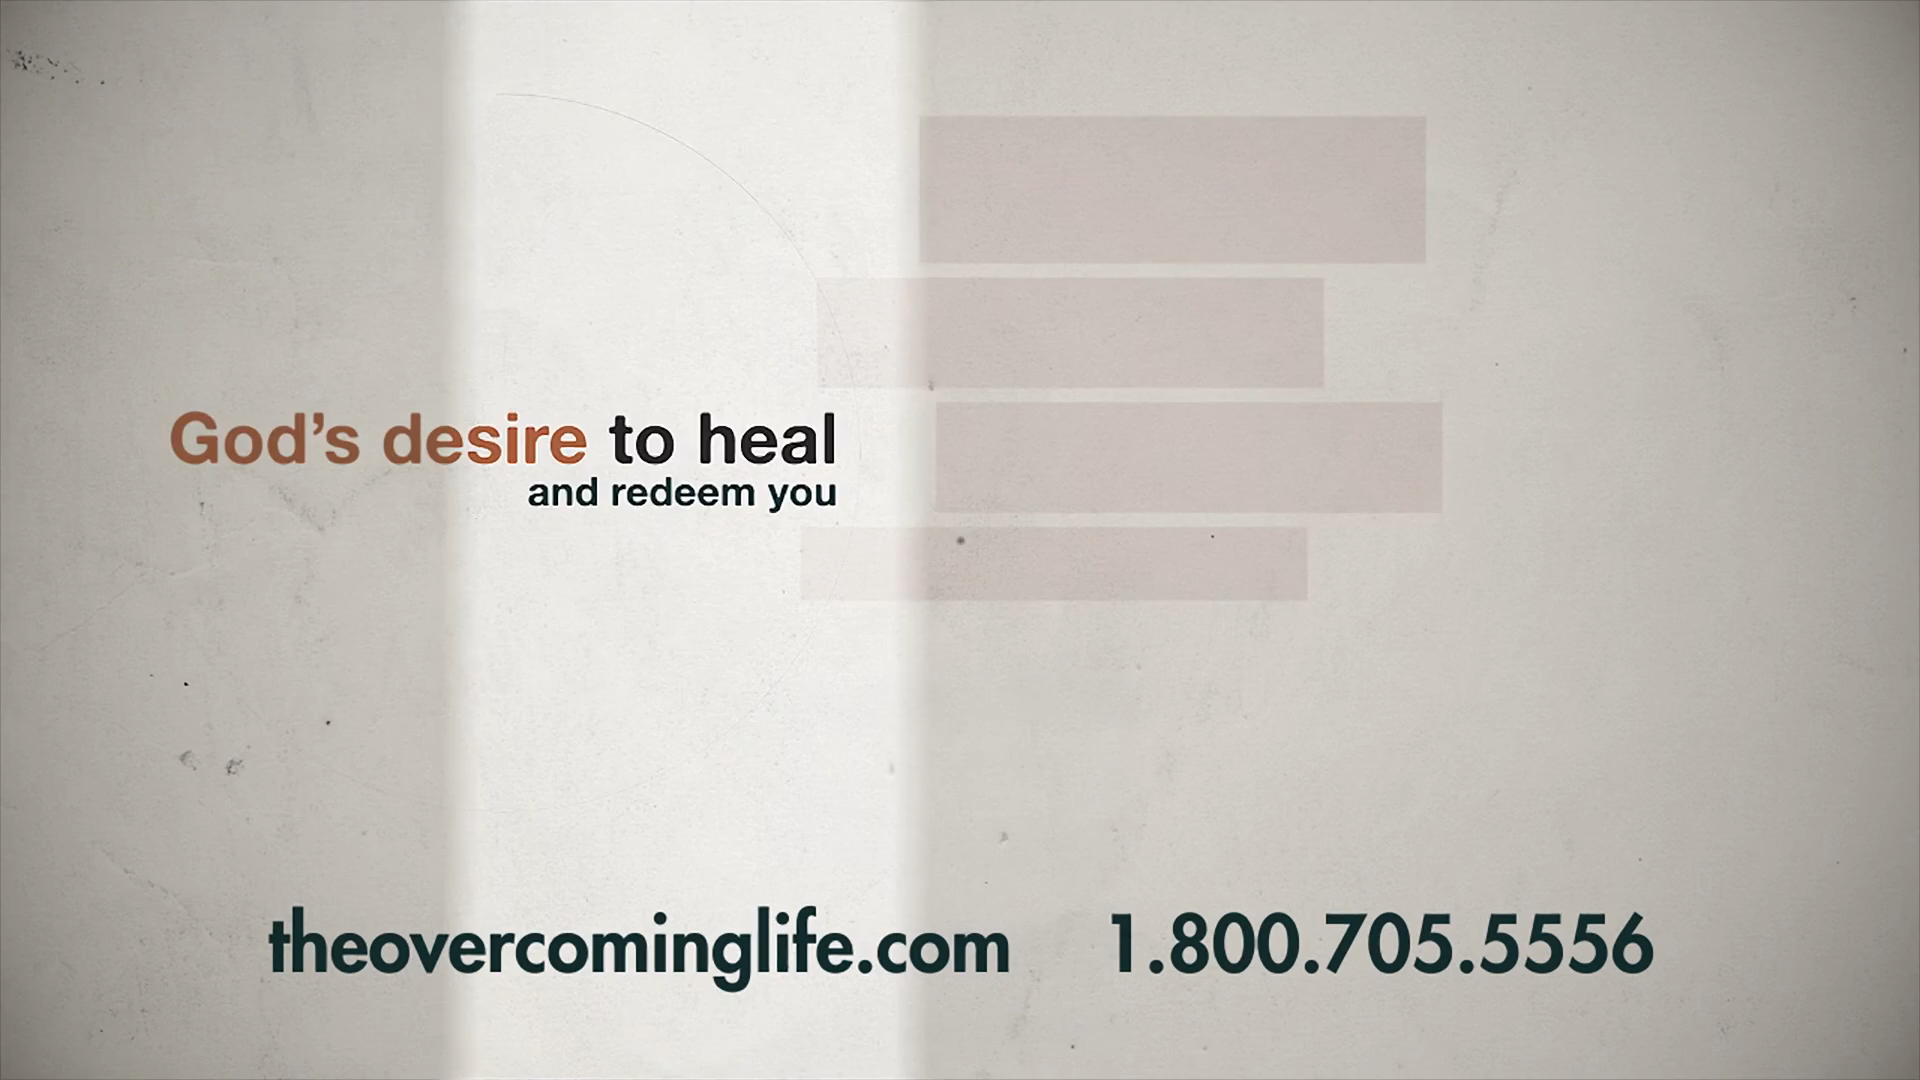 God’s desire to heal
and redeem you
theovercominglife.com 1.800.705.5556